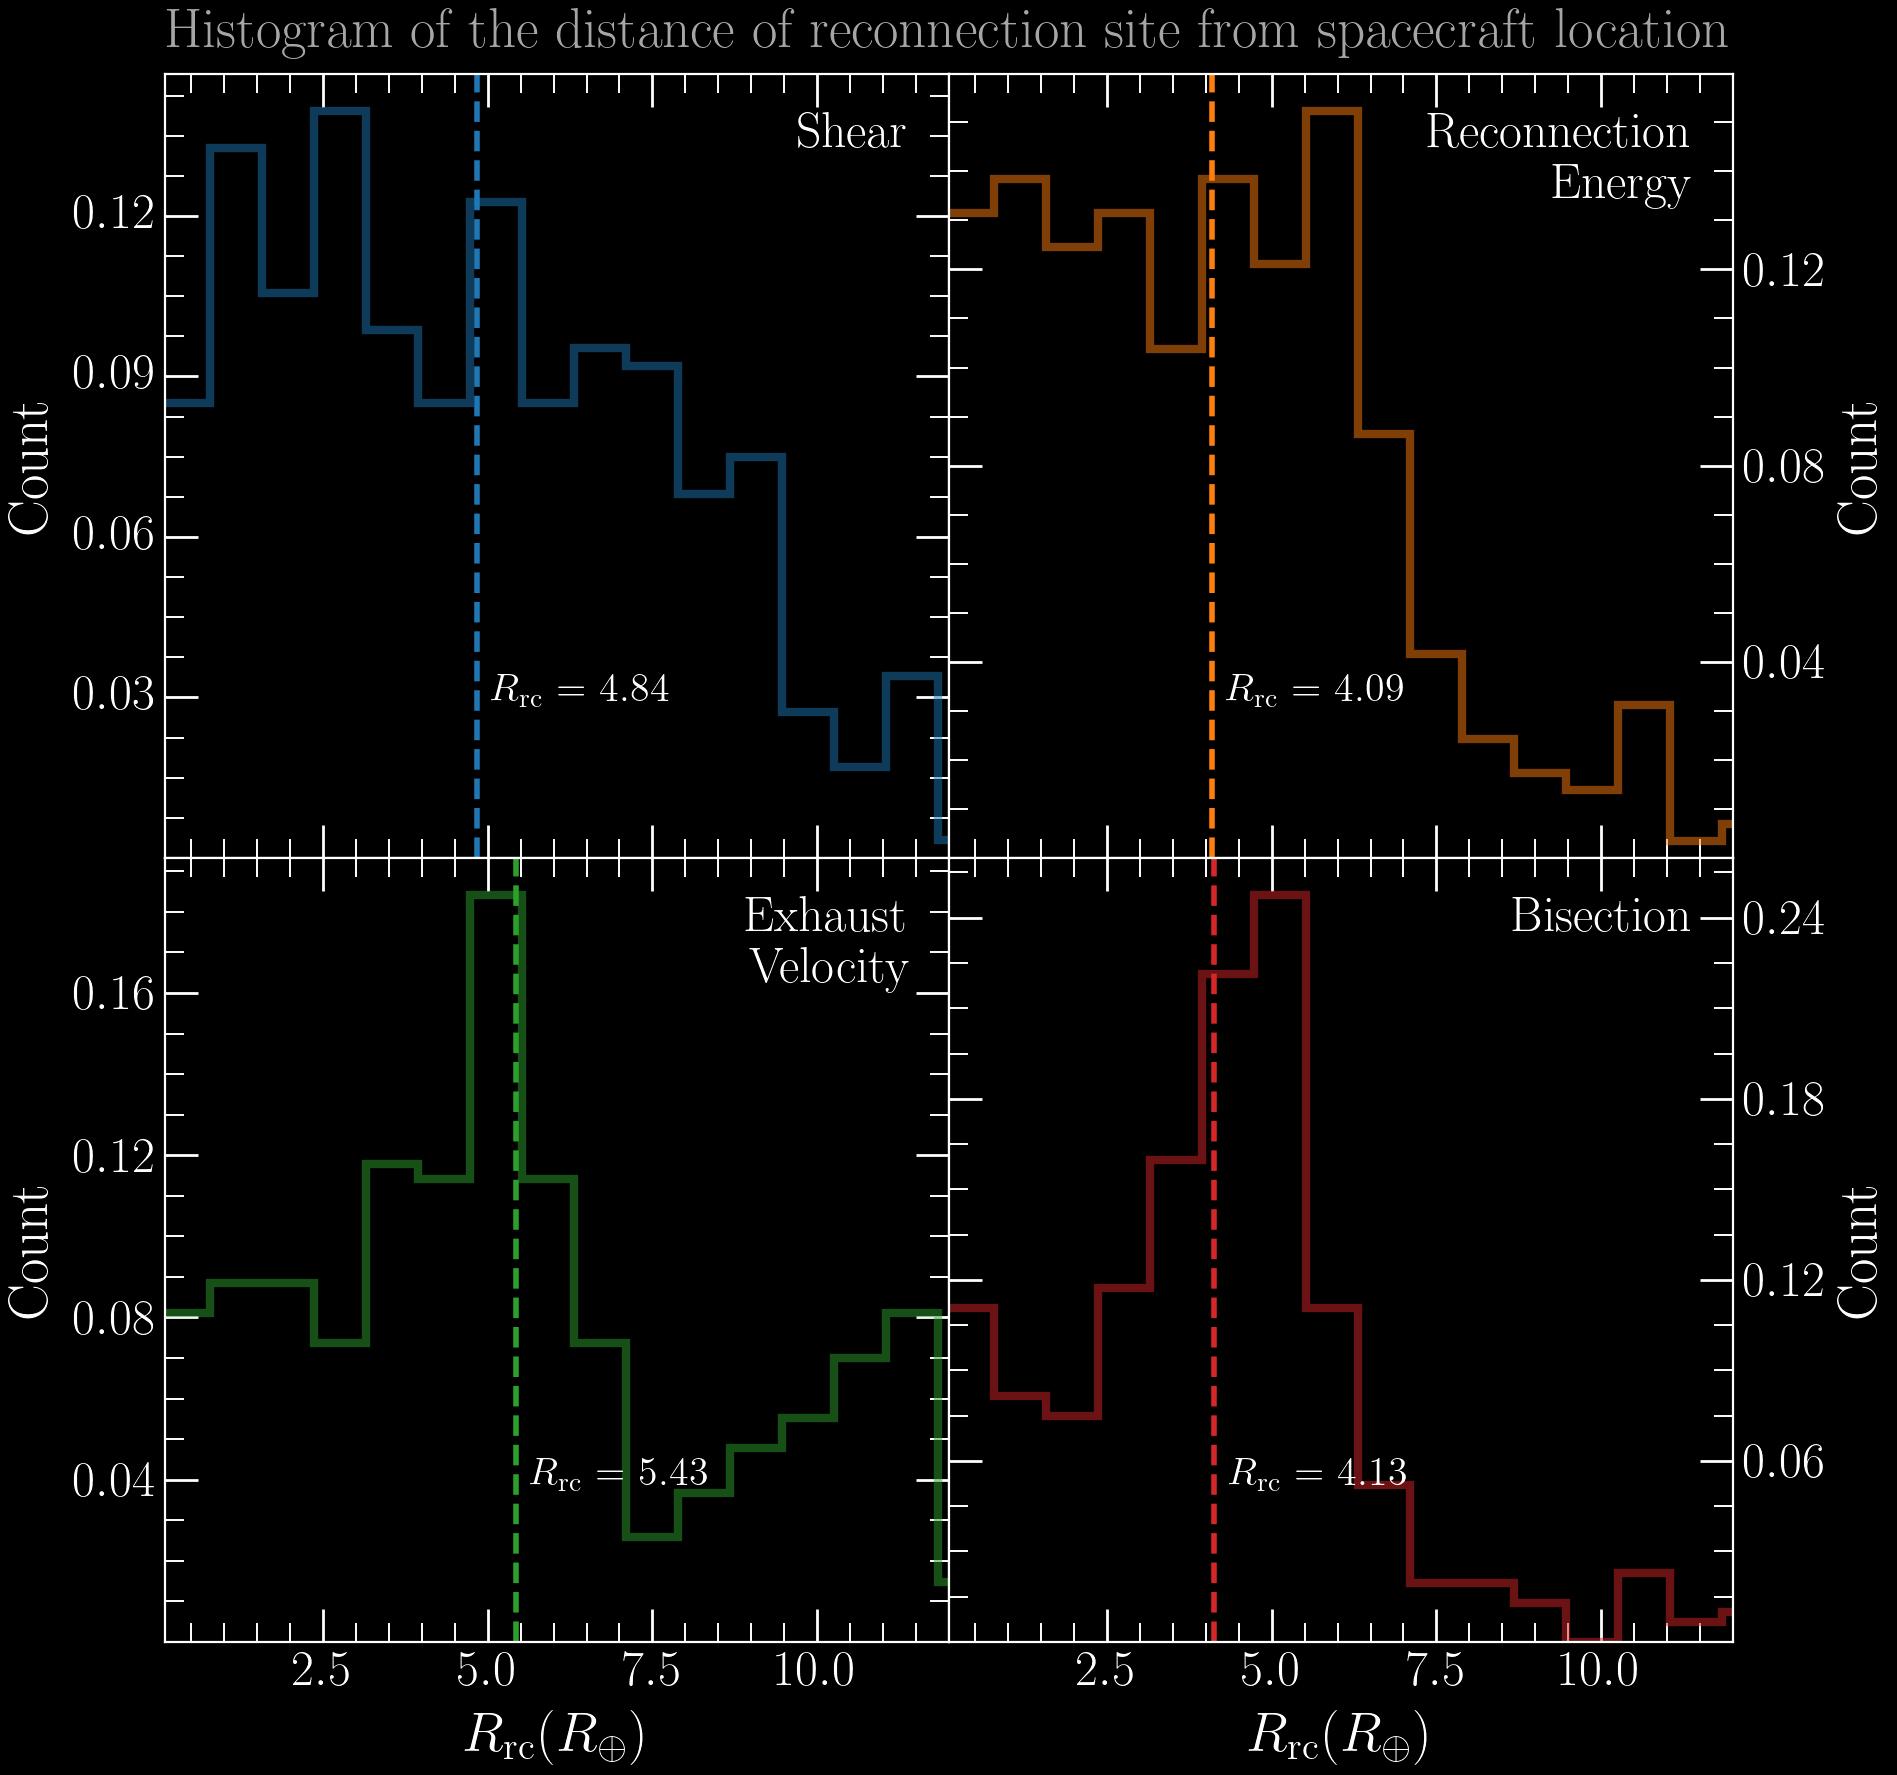 Histogram of the distance of reconnection site from spacecraft location
Shear
0.12
0.09
0.06
0.03
Count
R_rc = 4.84
Reconnection
Energy
0.12
0.08
0.04
Count
R_rc = 4.09
Exhaust
Velocity
0.16
0.12
0.08
0.04
Count
R_rc = 5.43
2.5 5.0 7.5 10.0
R_rc(R_⊕)
Bisection
0.24
0.18
0.12
0.06
Count
R_rc = 4.13
2.5 5.0 7.5 10.0
R_rc(R_⊕)